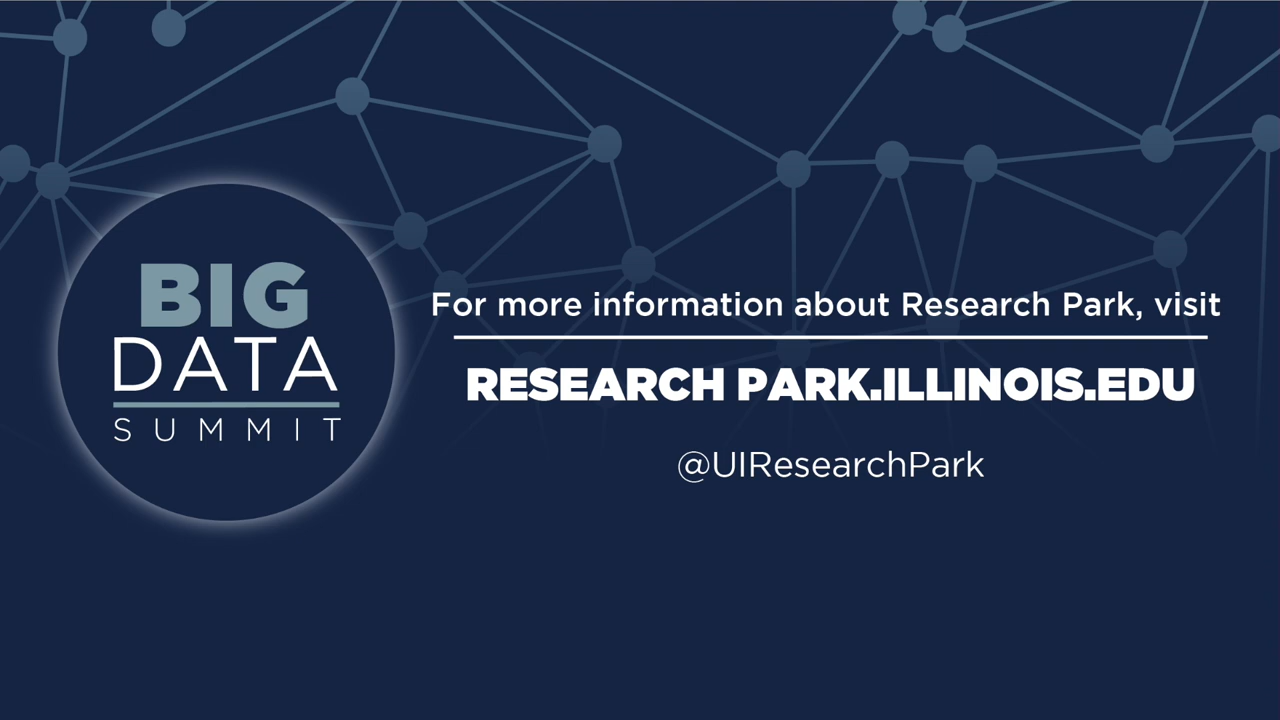 BIG
DATA
SUMMIT
For more information about Research Park, visit
RESEARCH PARK.ILLINOIS.EDU
@UIResearchPark